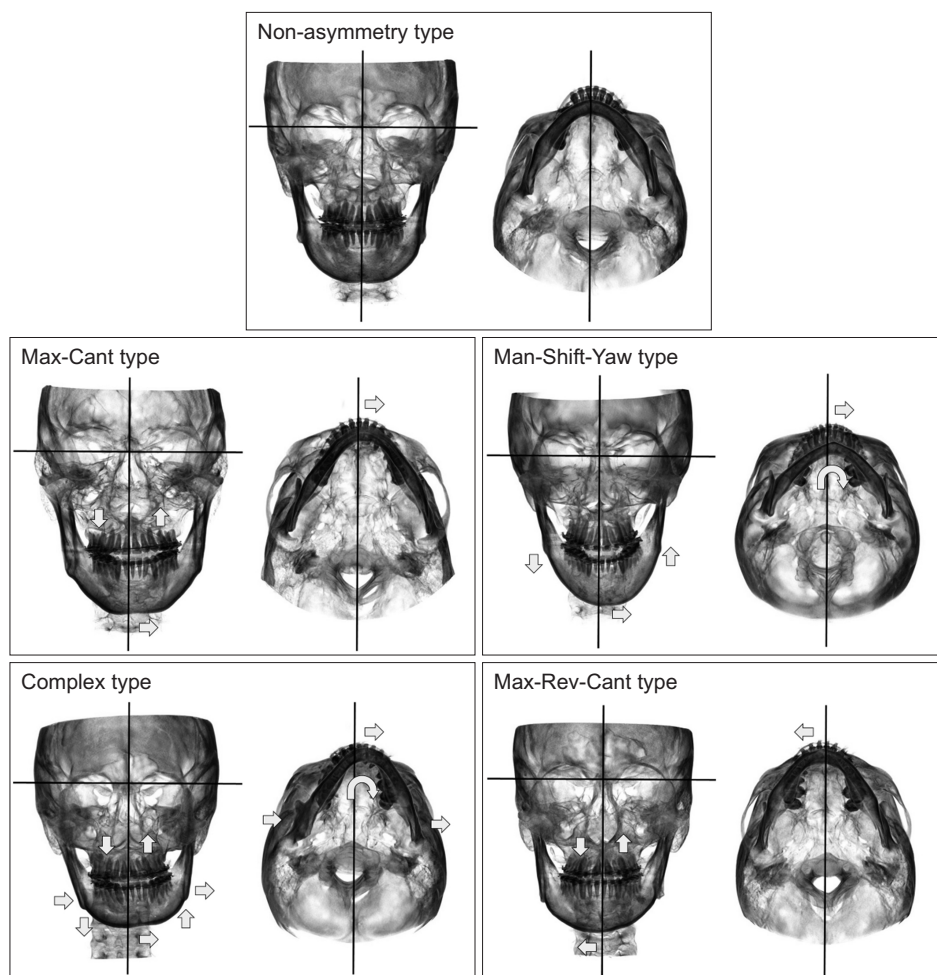 Non-asymmetry type
Max-Cant type
Man-Shift-Yaw type
Complex type
Max-Rev-Cant type